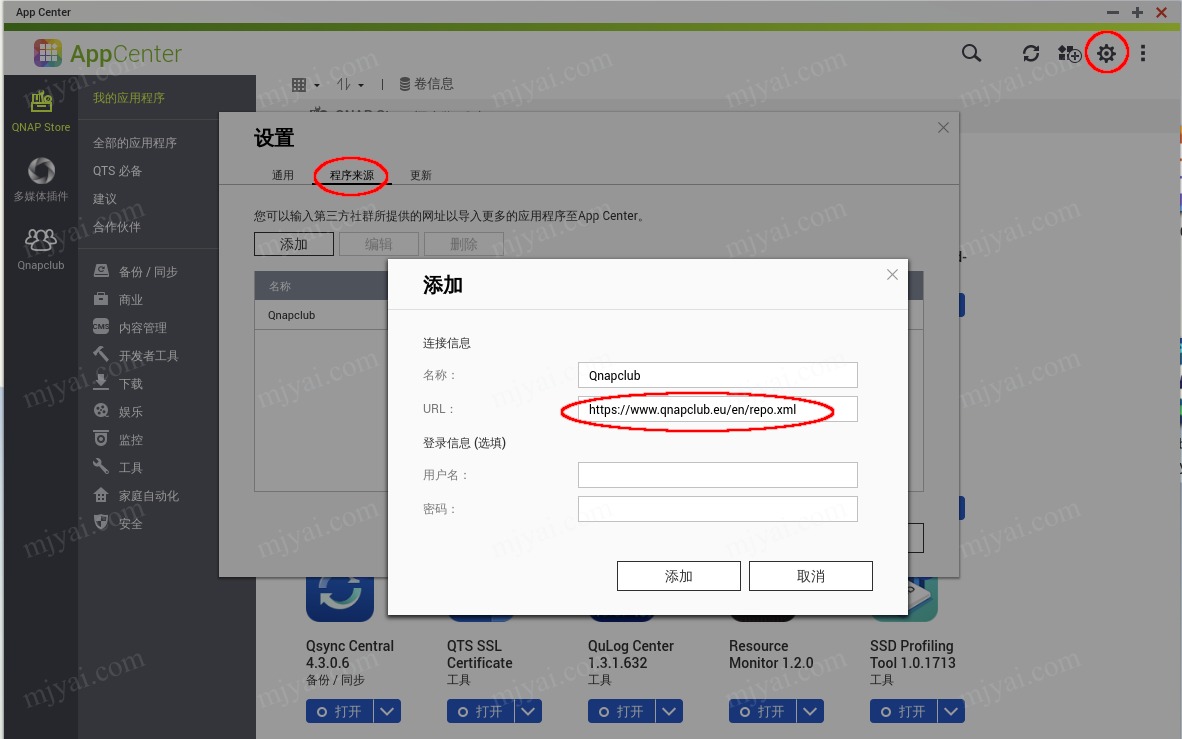 App Center
AppCenter
卷信息
QNAP Store
多媒体插件
Qnapclub
我的应用程序
全部的应用程序
QTS 必备
建议
合作伙伴
备份 / 同步
商业
CMS 内容管理
开发者工具
下载
娱乐
监控
工具
家庭自动化
安全
设置
通用 程序来源 更新
您可以输入第三方社群所提供的网址以导入更多的应用程序至App Center。
添加 编辑 删除
名称
Qnapclub
添加
连接信息
名称： Qnapclub
URL： https://www.qnapclub.eu/en/repo.xml
登录信息 (选填)
用户名：
密码：
添加 取消
Qsync Central
4.3.0.6
备份 / 同步
打开
QTS SSL
Certificate
工具
打开
QuLog Center
1.3.1.632
工具
打开
Resource
Monitor 1.2.0
工具
打开
SSD Profiling
Tool 1.0.1713
工具
打开
mjyai.com